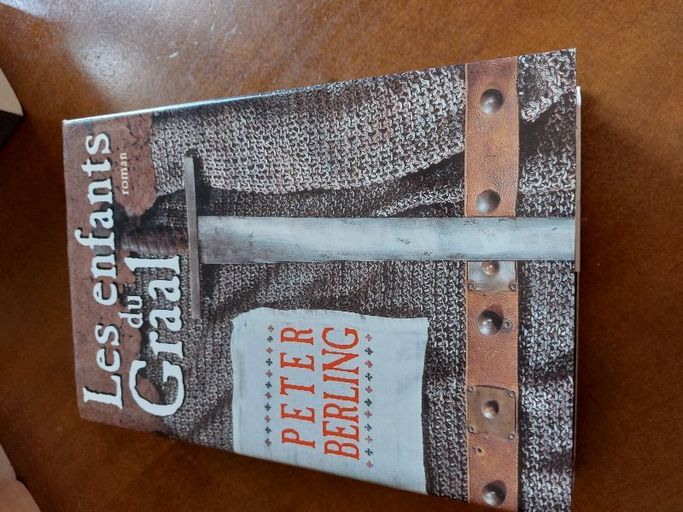 Les enfants
du
Graal
roman
PETER
BERLING